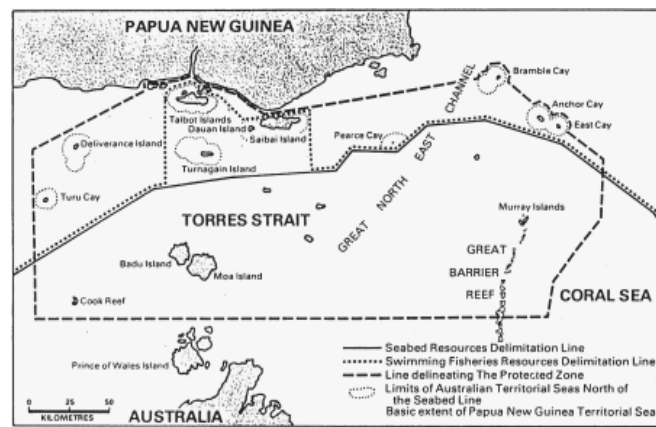 PAPUA NEW GUINEA
Bramble Cay
CHANNEL
Anchor Cay
East Cay
Talbot Islands
Dauan Island
Saibai Island
Pearce Cay
Deliverance Island
Turnagain Island
EAST
Turu Cay
NORTH
GREAT
TORRES STRAIT
Murray Islands
Badu Island
Moa Island
GREAT
BARRIER
REEF
CORAL SEA
Cook Reef
Prince of Wales Island
Seabed Resources Delimitation Line
Swimming Fisheries Resources Delimitation Line
Line delineating The Protected Zone
Limits of Australian Territorial Seas North of
the Seabed Line
Basic extent of Papua New Guinea Territorial Sea
0 50
KILOMETRES
AUSTRALIA